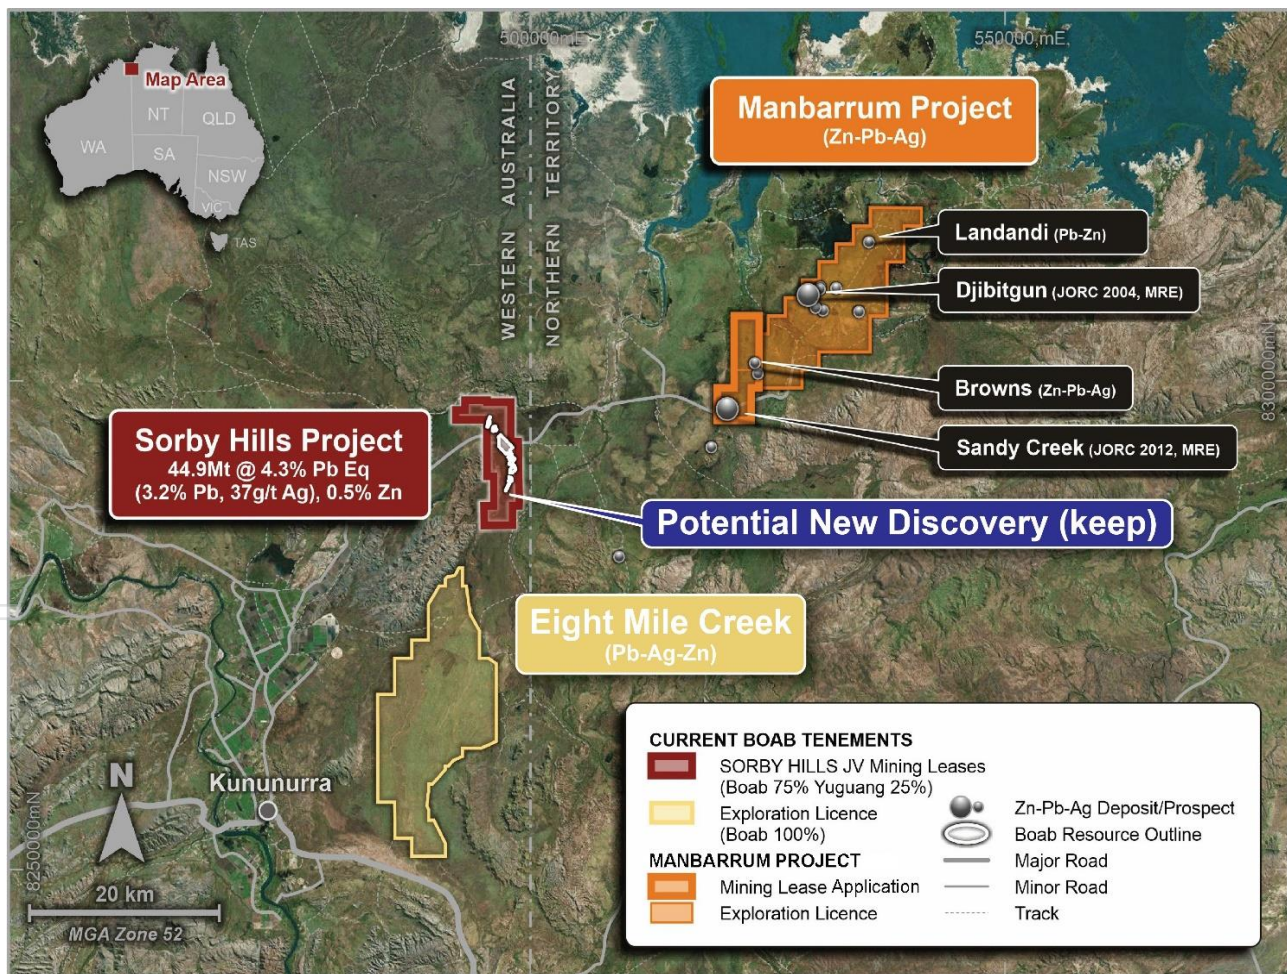 500000mE
550000mE
Map Area
NT
QLD
WA
SA
NSW
VIC
TAS
WESTERN AUSTRALIA
NORTHERN TERRITORY
Manbarrum Project
(Zn-Pb-Ag)
Landandi (Pb-Zn)
Djibitgun (JORC 2004, MRE)
Browns (Zn-Pb-Ag)
Sandy Creek (JORC 2012, MRE)
8300000mN
Sorby Hills Project
44.9Mt @ 4.3% Pb Eq
(3.2% Pb, 37g/t Ag), 0.5% Zn
Potential New Discovery (keep)
Eight Mile Creek
(Pb-Ag-Zn)
Kununurra
N
8250000mN
20 km
MGA Zone 52
CURRENT BOAB TENEMENTS
SORBY HILLS JV Mining Leases
(Boab 75% Yuguang 25%)
Exploration Licence
(Boab 100%)
MANBARRUM PROJECT
Mining Lease Application
Exploration Licence
Zn-Pb-Ag Deposit/Prospect
Boab Resource Outline
Major Road
Minor Road
Track